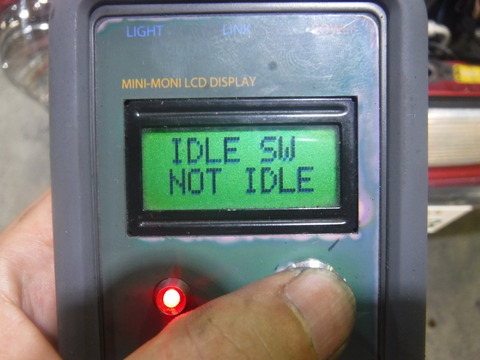 LIGHT LINK
MINI-MONI LCD DISPLAY
IDLE SW
NOT IDLE